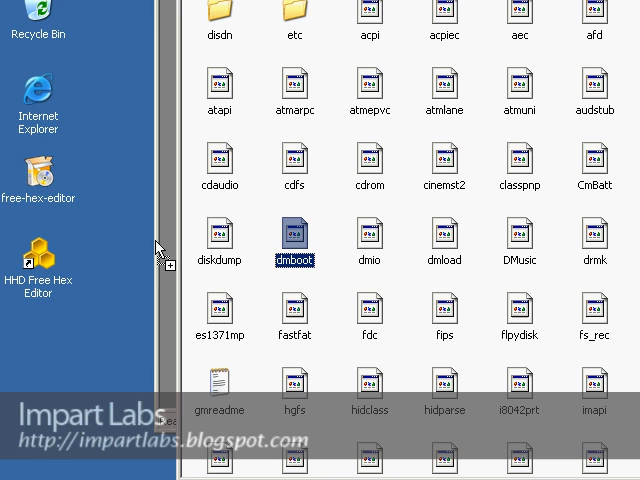 Recycle Bin
Internet
Explorer
free-hex-editor
HHD Free Hex
Editor
disdn etc acpi acpiec aec afd
atapi atmarpc atmepvc atmlane atmuni audstub
cdaudio cdfs cdrom cinemst2 classpnp CmBatt
diskdump dmboot dmio dmload DMusic drmk
es1371mp fastfat fdc fips flpydisk fs_rec
gmreadme hgfs hidclass hidparse i8042prt imapi
Impart Labs
http://impartlabs.blogspot.com